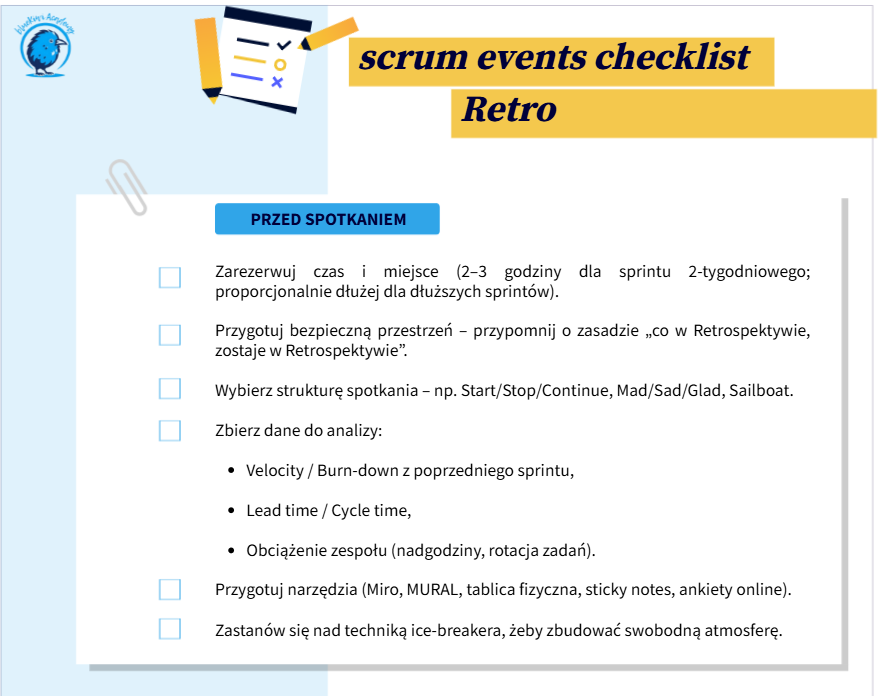 scrum events checklist
Retro
PRZED SPOTKANIEM
Zarezerwuj czas i miejsce (2–3 godziny dla sprintu 2-tygodniowego;
proporcjonalnie dłużej dla dłuższych sprintów).
Przygotuj bezpieczną przestrzeń – przypomnij o zasadzie „co w Retrospektywie,
zostaje w Retrospektywie”.
Wybierz strukturę spotkania – np. Start/Stop/Continue, Mad/Sad/Glad, Sailboat.
Zbierz dane do analizy:
• Velocity / Burn-down z poprzedniego sprintu,
• Lead time / Cycle time,
• Obciążenie zespołu (nadgodziny, rotacja zadań).
Przygotuj narzędzia (Miro, MURAL, tablica fizyczna, sticky notes, ankiety online).
Zastanów się nad techniką ice-breakera, żeby zbudować swobodną atmosferę.